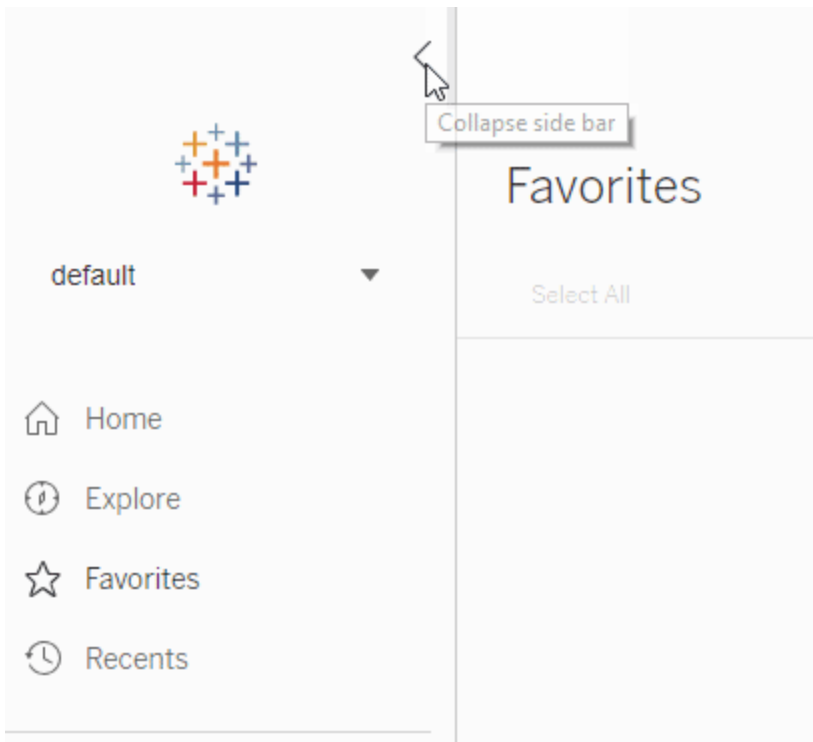 Collapse side bar
default
Home
Explore
Favorites
Recents
Favorites
Select All